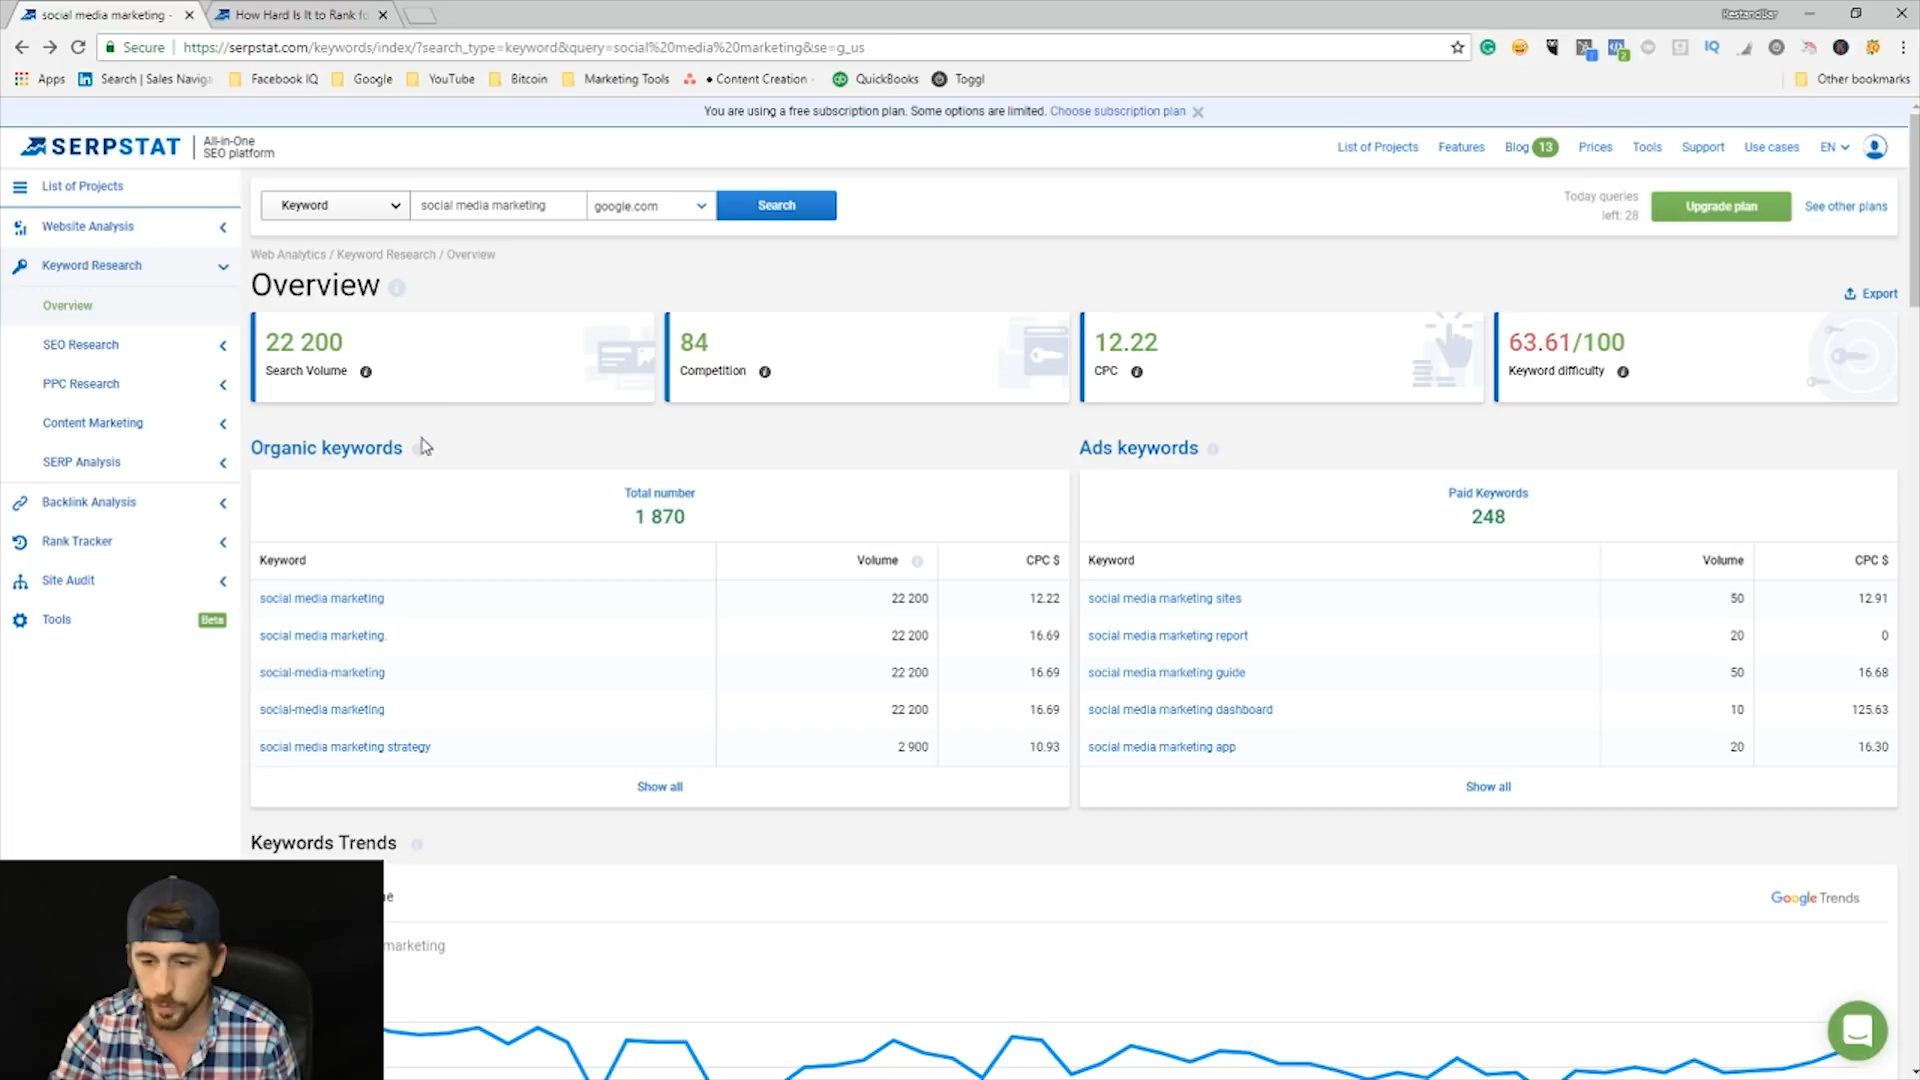 social media marketing -
How Hard Is It to Rank fo
RestandBar
Secure
https://serpstat.com/keywords/index/?search_type=keyword&query=social%20media%20marketing&se=g_us
Apps
Search | Sales Naviga
Facebook IQ
Google
YouTube
Bitcoin
Marketing Tools
Content Creation -
QuickBooks
Toggl
Other bookmarks
You are using a free subscription plan. Some options are limited. Choose subscription plan
SERPSTAT
All-in-One
SEO platform
List of Projects
Features
Blog 13
Prices
Tools
Support
Use cases
EN
List of Projects
Website Analysis
Keyword Research
Overview
SEO Research
PPC Research
Content Marketing
SERP Analysis
Backlink Analysis
Rank Tracker
Site Audit
Tools Beta
Keyword
social media marketing
google.com
Search
Today queries
left: 28
Upgrade plan
See other plans
Web Analytics / Keyword Research / Overview
Overview
Export
22 200
Search Volume
84
Competition
12.22
CPC
63.61/100
Keyword difficulty
Organic keywords
Total number
1 870
Keyword Volume CPC $
social media marketing 22 200 12.22
social media marketing. 22 200 16.69
social-media-marketing 22 200 16.69
social-media marketing 22 200 16.69
social media marketing strategy 2 900 10.93
Show all
Ads keywords
Paid Keywords
248
Keyword Volume CPC $
social media marketing sites 50 12.91
social media marketing report 20 0
social media marketing guide 50 16.68
social media marketing dashboard 10 125.63
social media marketing app 20 16.30
Show all
Keywords Trends
ne
Google Trends
marketing